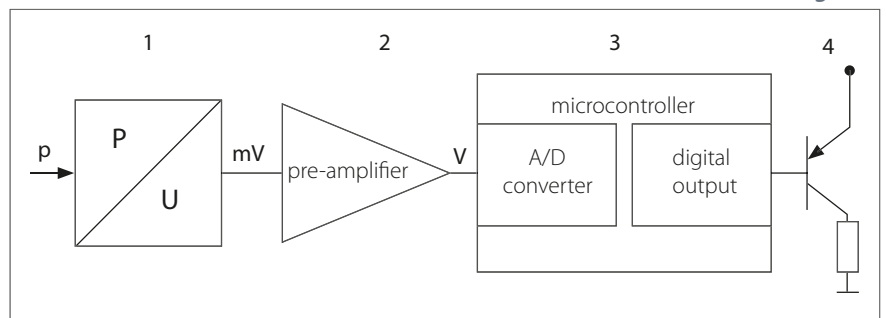 1
2
3
4
microcontroller
p
P
U
mV
pre-amplifier
V
A/D
converter
digital
output